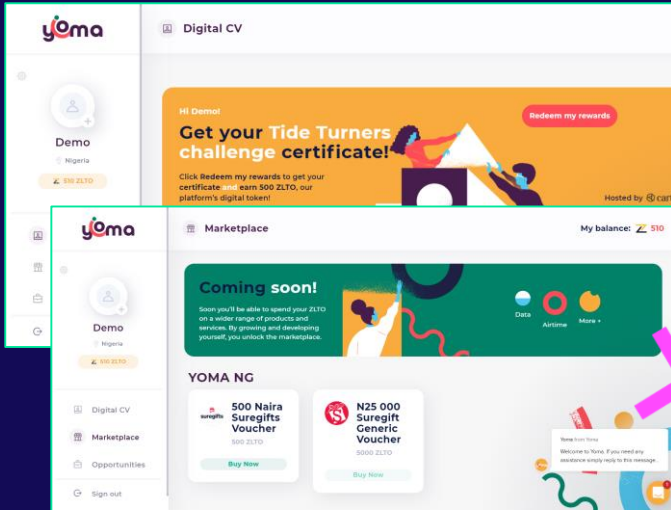 yoma
Digital CV
Demo
Nigeria
510 ZLTO
Hi Demo!
Get your Tide Turners
challenge certificate!
Click Redeem my rewards to get your
certificate and earn 500 ZLTO, our
platform's digital token!
Redeem my rewards
Hosted by cart
yoma
Marketplace
My balance: 510
Demo
Nigeria
510 ZLTO
Digital CV
Marketplace
Opportunities
Sign out
Coming soon!
Soon you'll be able to spend your ZLTO
on a wider range of products and
services. By growing and developing
yourself, you unlock the marketplace.
Data
Airtime
More +
YOMA NG
suregifts
500 Naira
Suregifts
Voucher
500 ZLTO
Buy Now
N25 000
Suregift
Generic
Voucher
5000 ZLTO
Buy Now
Yoma from Yoma
Welcome to Yoma. If you need any
assistance simply reply to this message...